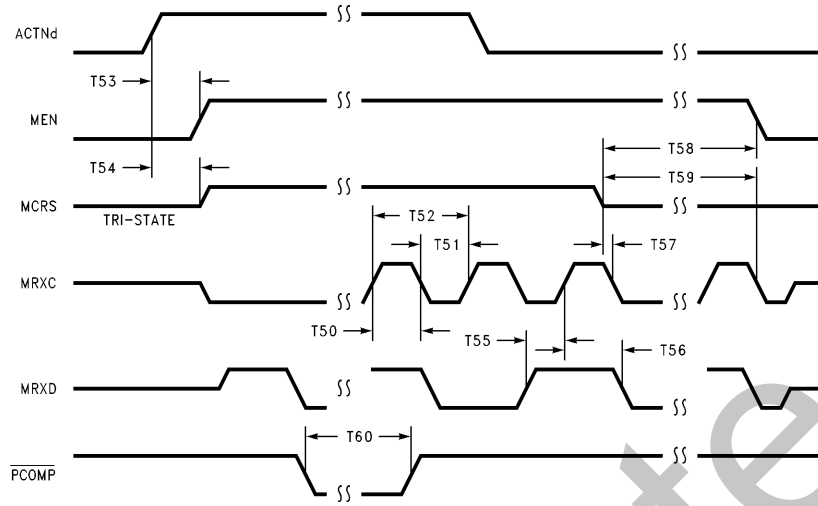 ACTNd
T53
MEN
T54
T58
T59
MCRS
TRI-STATE
T52
T51
T57
MRXC
T50
T55
T56
MRXD
T60
PCOMP
te